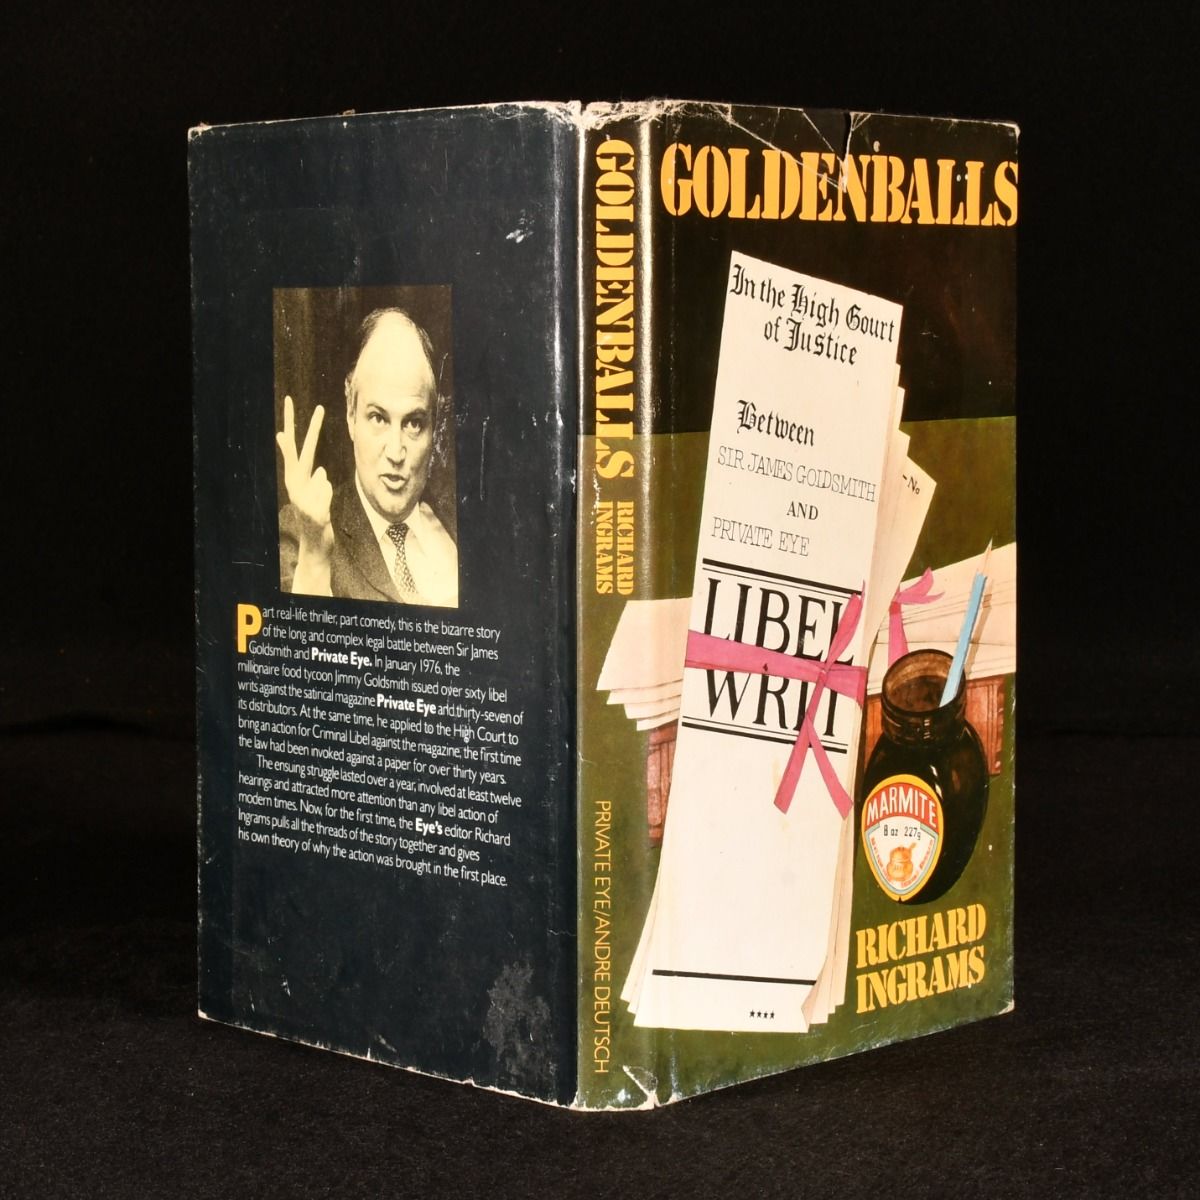 Part real-life thriller, part comedy, this is the bizarre story
of the long and complex legal battle between Sir James
Goldsmith and Private Eye. In January 1976, the
millionaire food tycoon Jimmy Goldsmith issued over sixty libel
writs against the satirical magazine Private Eye and thirty-seven of
its distributors. At the same time, he applied to the High Court to
bring an action for Criminal Libel against the magazine, the first time
the law had been invoked against a paper for over thirty years.
The ensuing struggle lasted over a year, involved at least twelve
hearings and attracted more attention than any libel action of
modern times. Now, for the first time, the Eye's editor Richard
Ingrams pulls all the threads of the story together and gives
his own theory of why the action was brought in the first place.
GOLDENBALLS
RICHARD
INGRAMS
PRIVATE EYE/ANDRE DEUTSCH
GOLDENBALLS
In the High Court
of Justice
Between
SIR JAMES GOLDSMITH
AND
PRIVATE EYE
LIBEL
WRIT
****
-No
MARMITE
8 oz 227g
RICHARD
INGRAMS